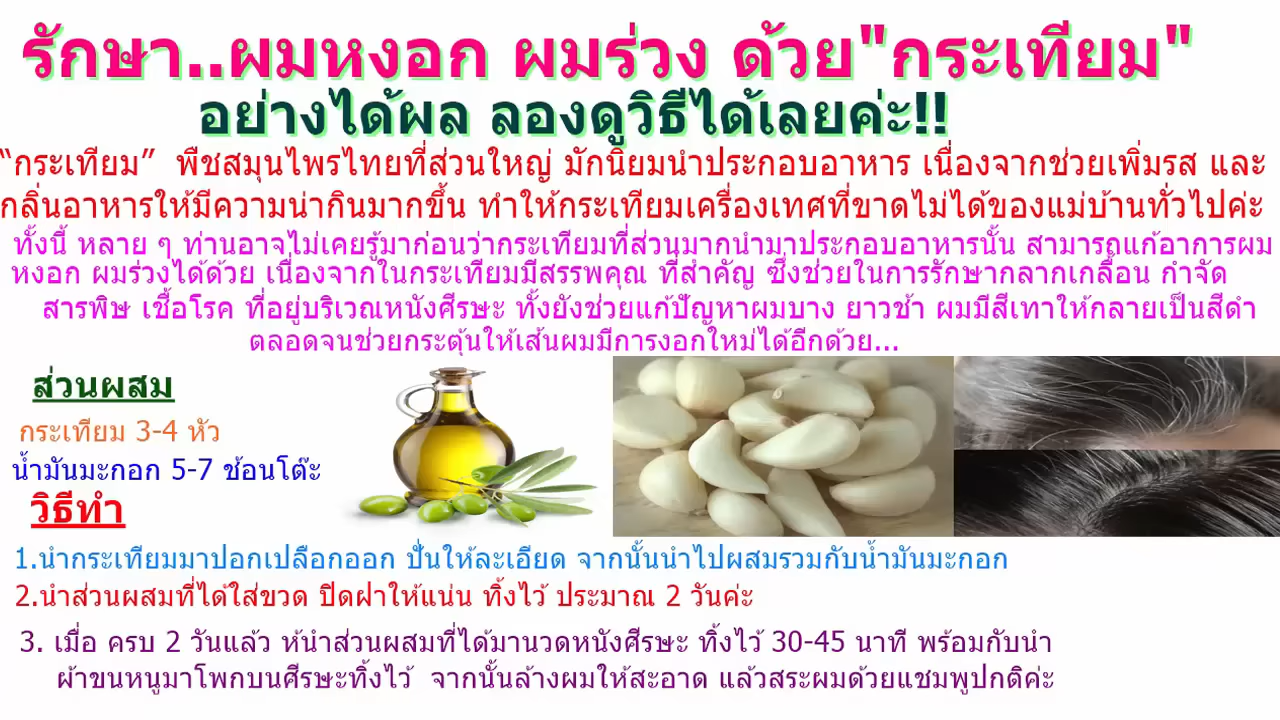 รักษา..ผมหงอก ผมร่วง ด้วย"กระเทียม"
อย่างได้ผล ลองดูวิธีได้เลยค่ะ!!
“กระเทียม” พืชสมุนไพรไทยที่ส่วนใหญ่ มักนิยมนำประกอบอาหาร เนื่องจากช่วยเพิ่มรส และ
กลิ่นอาหารให้มีความน่ากินมากขึ้น ทำให้กระเทียมเครื่องเทศที่ขาดไม่ได้ของแม่บ้านทั่วไปค่ะ
ทั้งนี้ หลาย ๆ ท่านอาจไม่เคยรู้มาก่อนว่ากระเทียมที่ส่วนมากนำมาประกอบอาหารนั้น สามารถแก้อาการผม
หงอก ผมร่วงได้ด้วย เนื่องจากในกระเทียมมีสรรพคุณ ที่สำคัญ ซึ่งช่วยในการรักษากลากเกลื้อน กำจัด
สารพิษ เชื้อโรค ที่อยู่บริเวณหนังศีรษะ ทั้งยังช่วยแก้ปัญหาผมบาง ยาวช้า ผมมีสีเทาให้กลายเป็นสีดำ
ตลอดจนช่วยกระตุ้นให้เส้นผมมีการงอกใหม่ได้อีกด้วย...
ส่วนผสม
กระเทียม 3-4 หัว
น้ำมันมะกอก 5-7 ช้อนโต๊ะ
วิธีทำ
1.นำกระเทียมมาปอกเปลือกออก ปั่นให้ละเอียด จากนั้นนำไปผสมรวมกับน้ำมันมะกอก
2.นำส่วนผสมที่ได้ใส่ขวด ปิดฝาให้แน่น ทิ้งไว้ ประมาณ 2 วันค่ะ
3. เมื่อ ครบ 2 วันแล้ว ห้นำส่วนผสมที่ได้มานวดหนังศีรษะ ทิ้งไว้ 30-45 นาที พร้อมกับนำ
ผ้าขนหนูมาโพกบนศีรษะทิ้งไว้ จากนั้นล้างผมให้สะอาด แล้วสระผมด้วยแชมพูปกติค่ะ